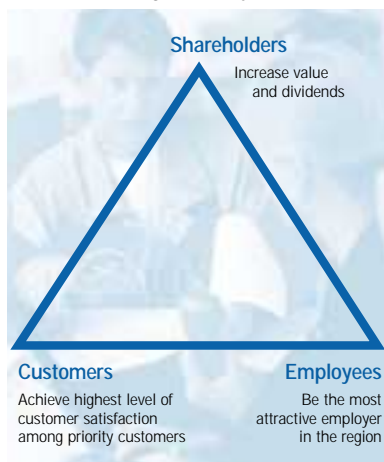 Shareholders
Increase value
and dividends
Customers
Achieve highest level of
customer satisfaction
among priority customers
Employees
Be the most
attractive employer
in the region